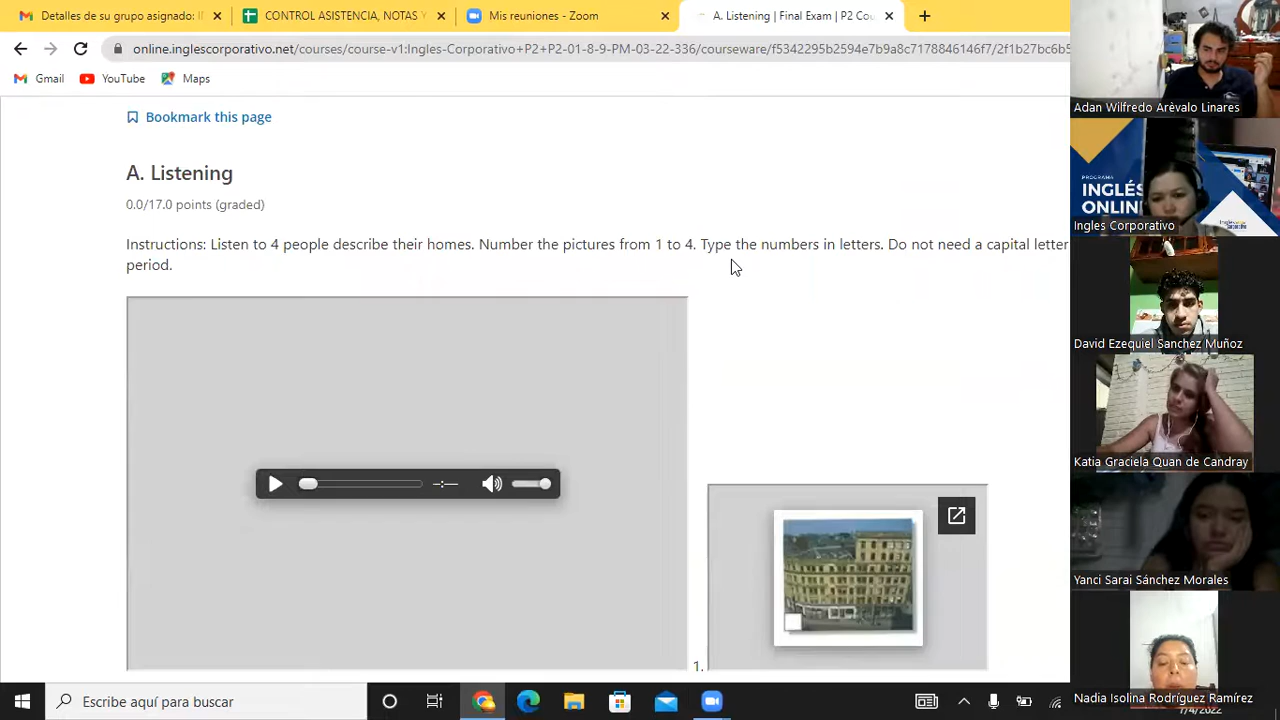 Detalles de su grupo asignado: I
CONTROL ASISTENCIA, NOTAS Y
Mis reuniones - Zoom
A. Listening | Final Exam | P2 Cou
online.inglescorporativo.net/courses/course-v1:Ingles-Corporativo+P2+P2-01-8-9-PM-03-22-336/courseware/f5342295b2594e7b9a8c7178846146f7/2f1b27bc6b5
Gmail
YouTube
Maps
Bookmark this page
A. Listening
0.0/17.0 points (graded)
Instructions: Listen to 4 people describe their homes. Number the pictures from 1 to 4. Type the numbers in letters. Do not need a capital letter
period.
-:--
1.
Escribe aquí para buscar
7/4/2022
Adan Wilfredo Arèvalo Linares
PROGRAMA
INGLÉS
ONLIN
Ingles Corporativo
David Ezequiel Sanchez Muñoz
Katia Graciela Quan de Candray
Yanci Sarai Sánchez Morales
Nadia Isolina Rodríguez Ramírez